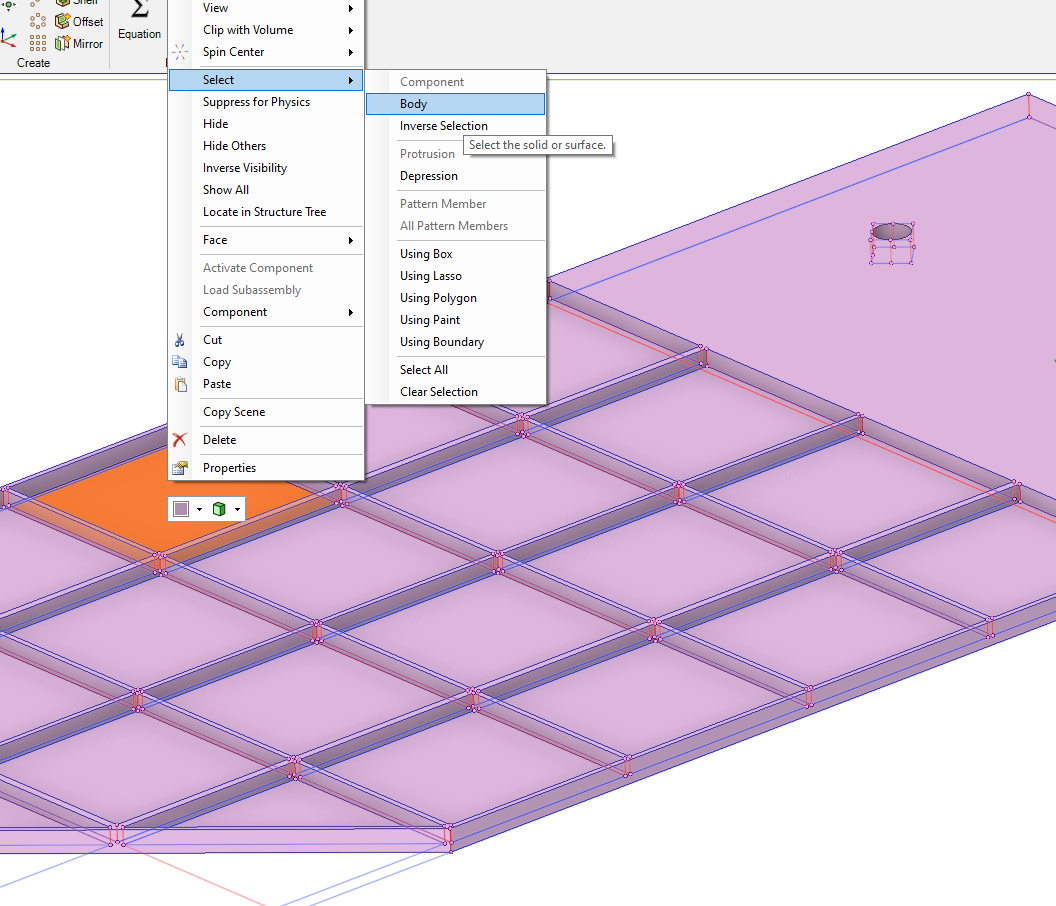 Shell
Offset
Mirror
Create
Equation
View
Clip with Volume
Spin Center
Select
Suppress for Physics
Hide
Hide Others
Inverse Visibility
Show All
Locate in Structure Tree
Face
Activate Component
Load Subassembly
Component
Cut
Copy
Paste
Copy Scene
Delete
Properties
Component
Body
Inverse Selection
Select the solid or surface.
Protrusion
Depression
Pattern Member
All Pattern Members
Using Box
Using Lasso
Using Polygon
Using Paint
Using Boundary
Select All
Clear Selection